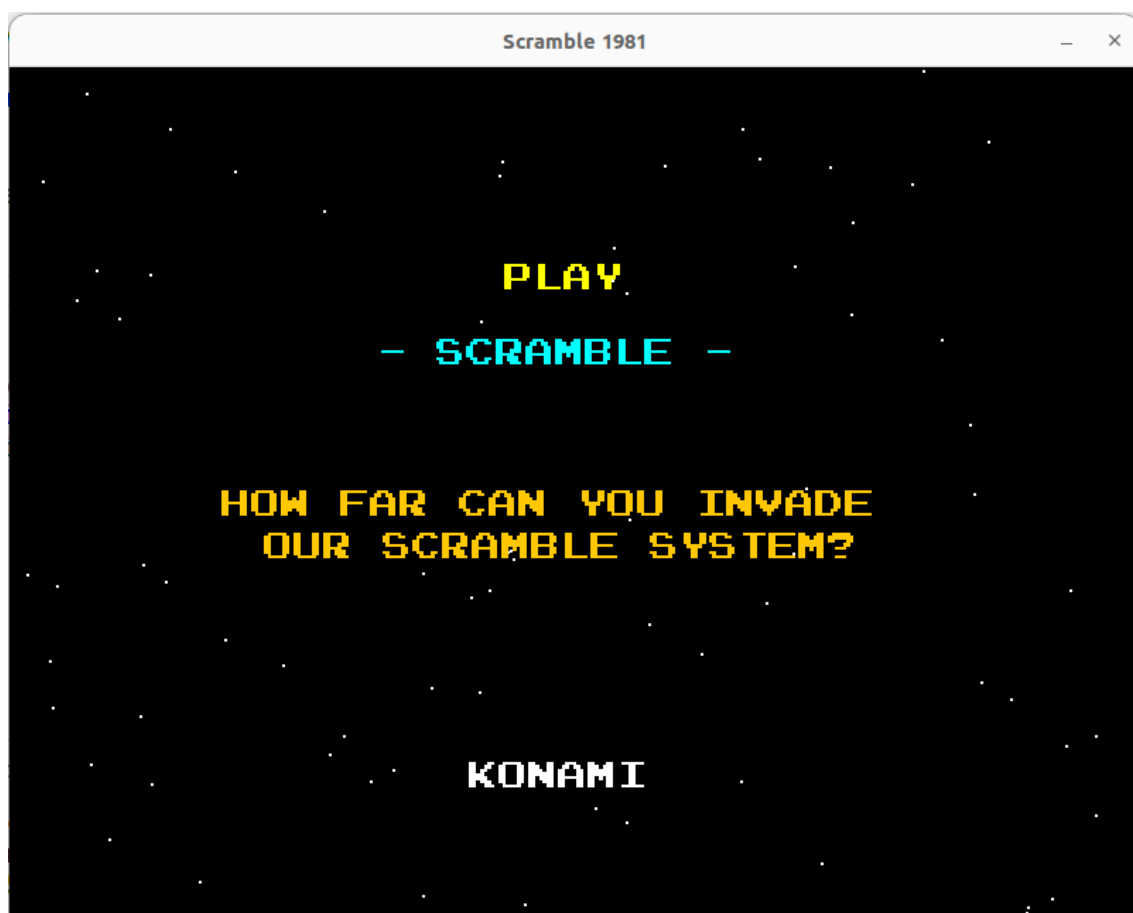 Scramble 1981
PLAY
- SCRAMBLE -
HOW FAR CAN YOU INVADE
OUR SCRAMBLE SYSTEM?
KONAMI